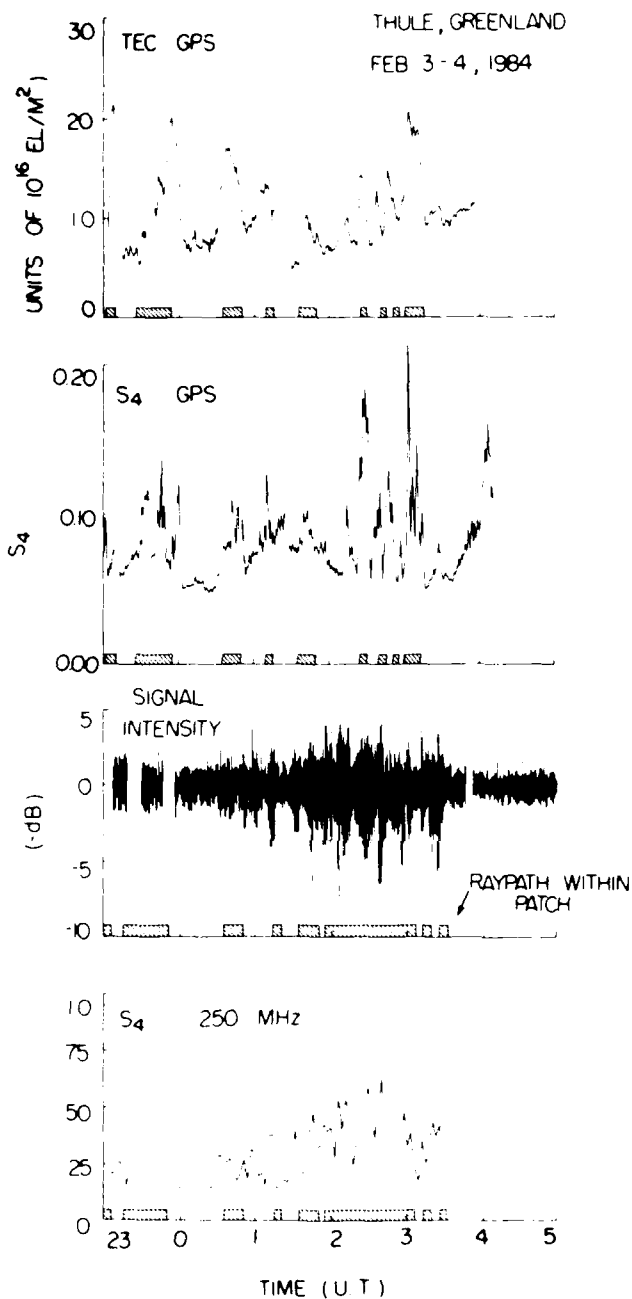 THULE, GREENLAND
FEB 3-4, 1984
TEC GPS
UNITS OF 10^16 EL/M^2
30
20
10
0
S4 GPS
S4
0.20
0.10
0.00
SIGNAL
INTENSITY
(-dB)
5
0
-5
-10
RAYPATH WITHIN
PATCH
S4 250 MHz
10
75
50
25
0
23 0 1 2 3 4 5
TIME (U.T)